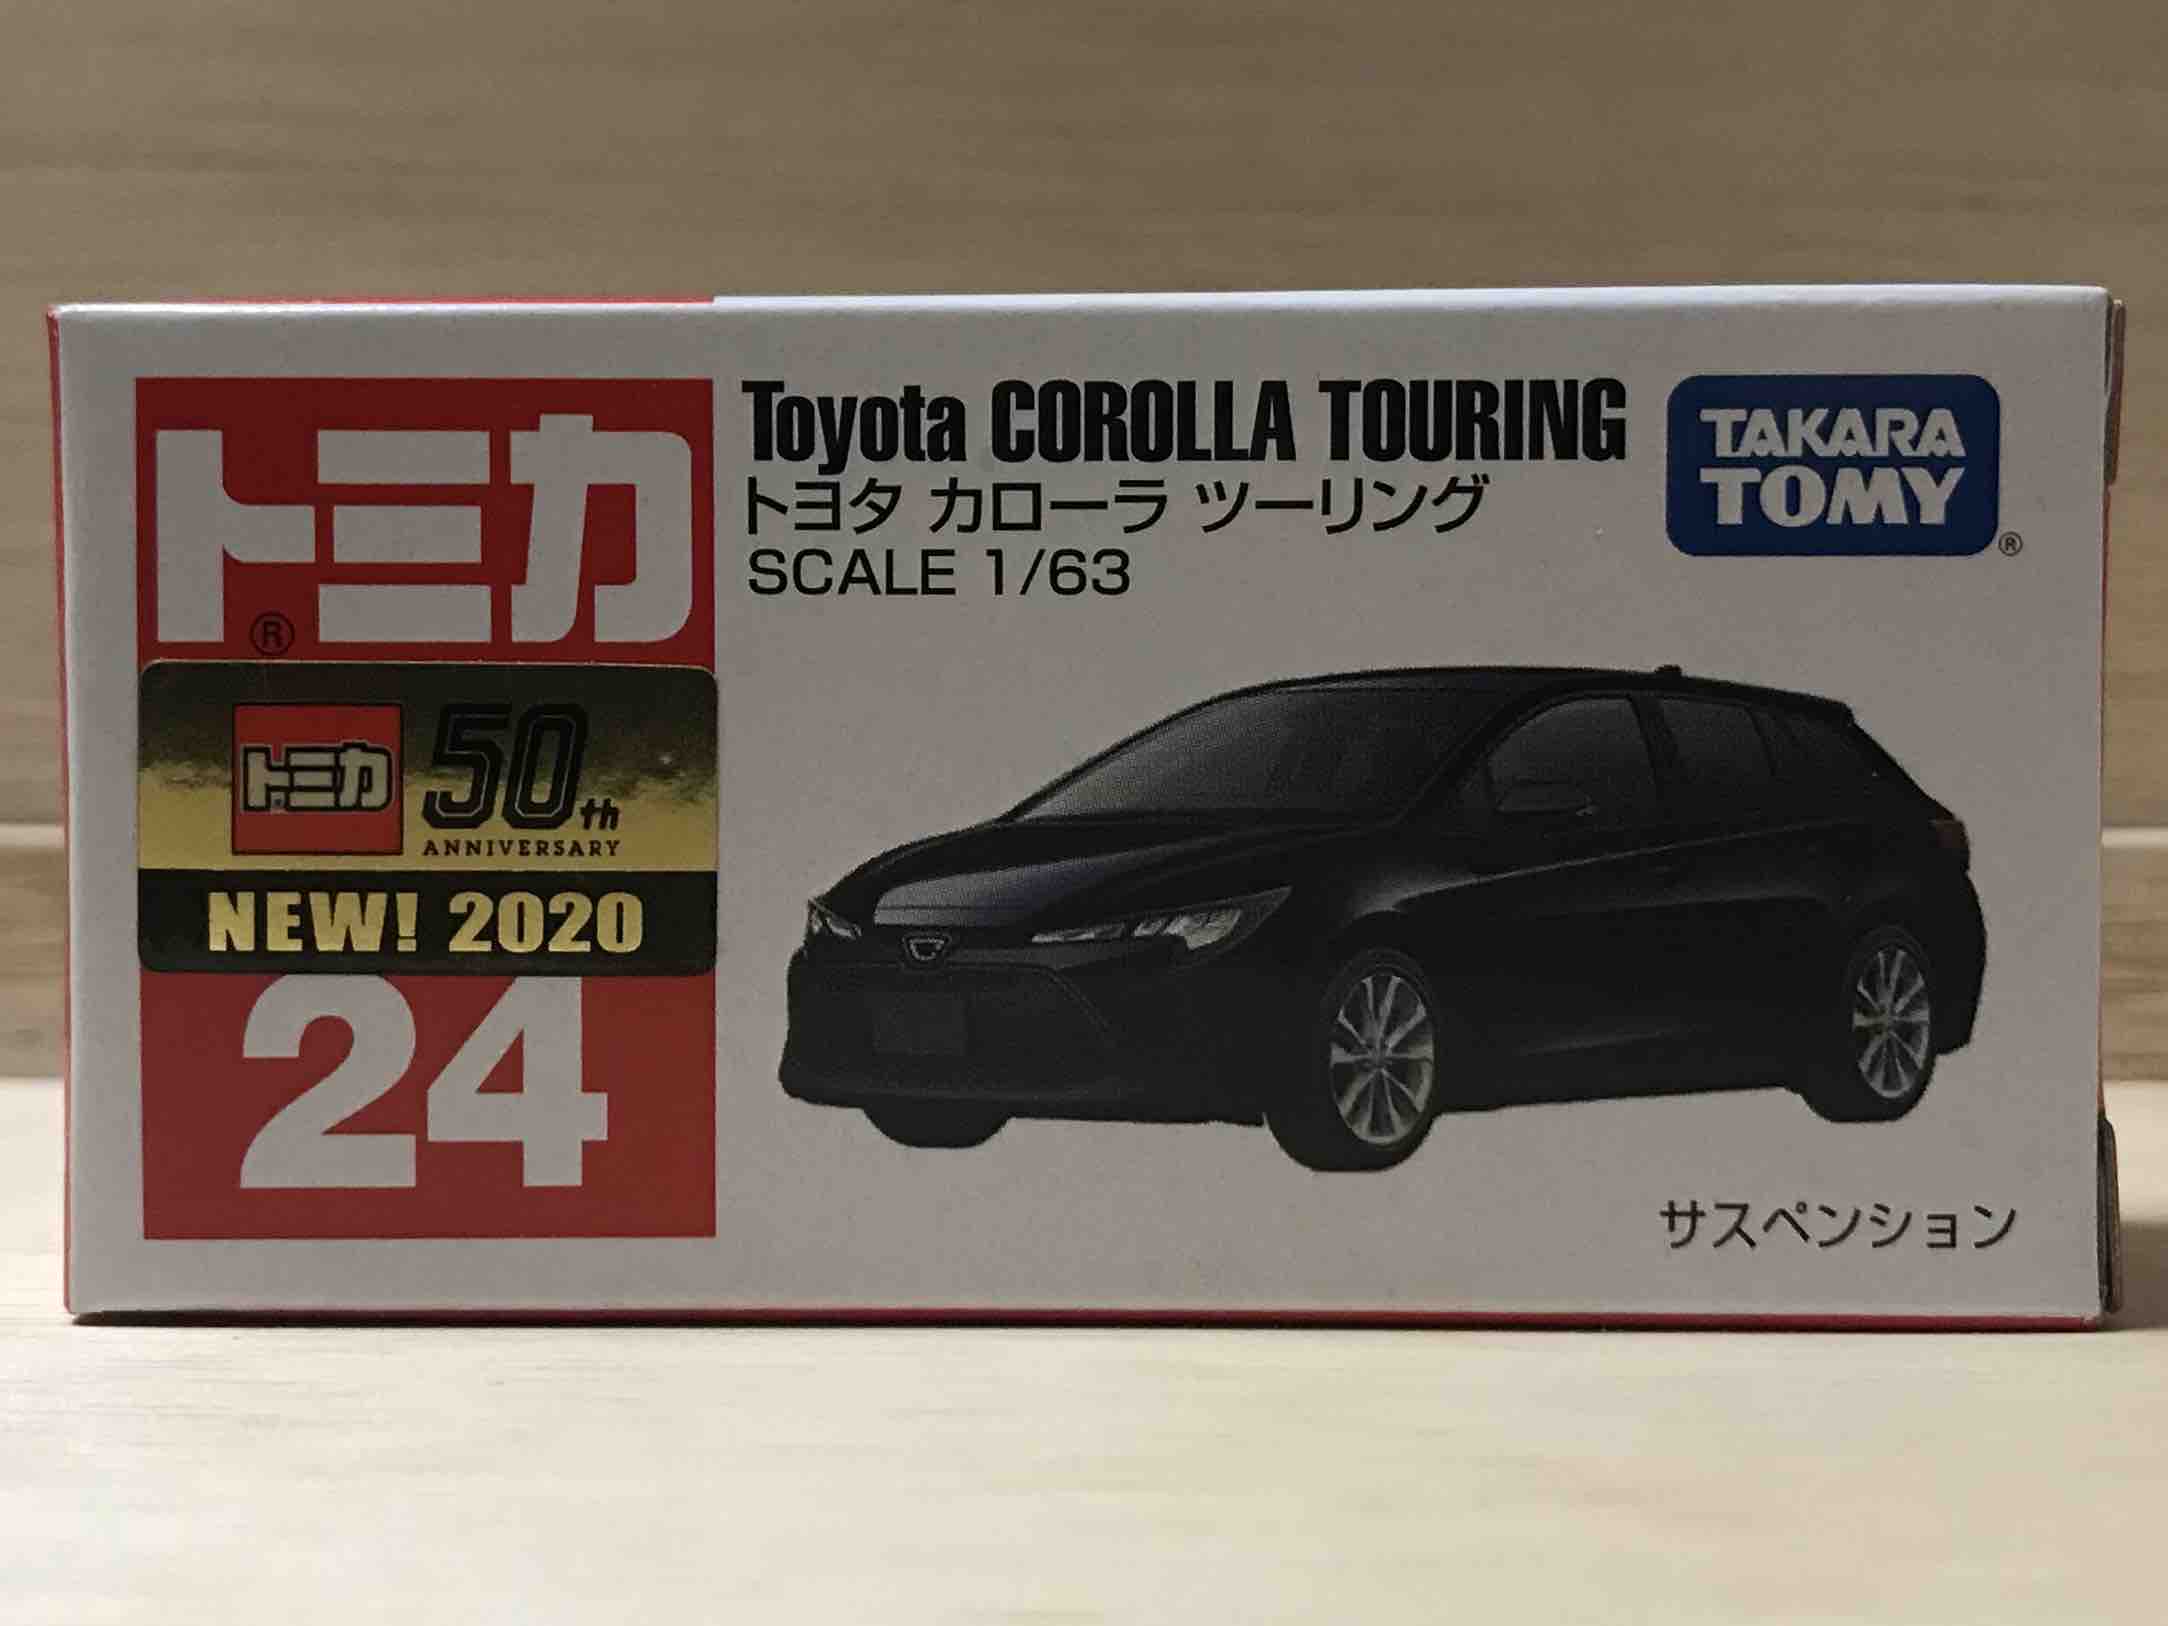 トミカ
®
トミカ
50th
ANNIVERSARY
NEW! 2020
24
Toyota COROLLA TOURING
トヨタ カローラ ツーリング
SCALE 1/63
TAKARA
TOMY
®
サスペンション